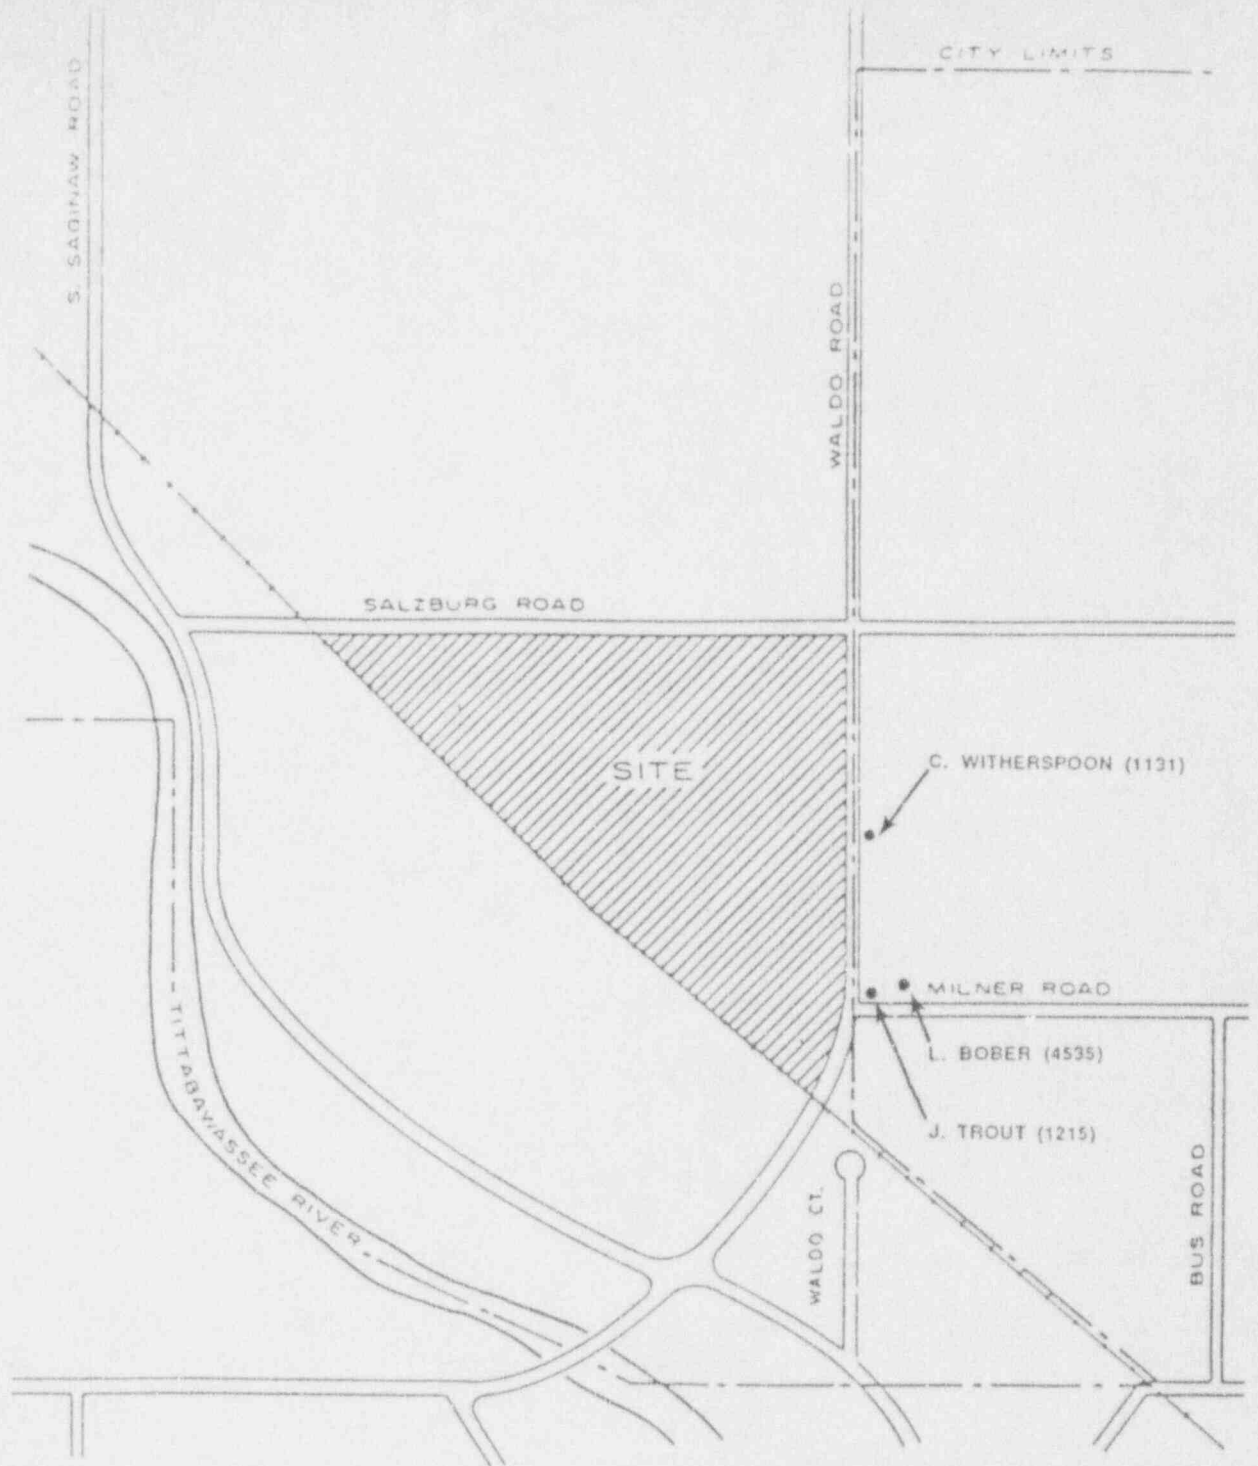 CITY LIMITS
S. SAGINAW ROAD
WALDO ROAD
SALZBURG ROAD
SITE
C. WITHERSPOON (1131)
MILNER ROAD
L. BOBER (4535)
J. TROUT (1215)
TITTABAWASSEE RIVER
WALDO CT.
BUS ROAD